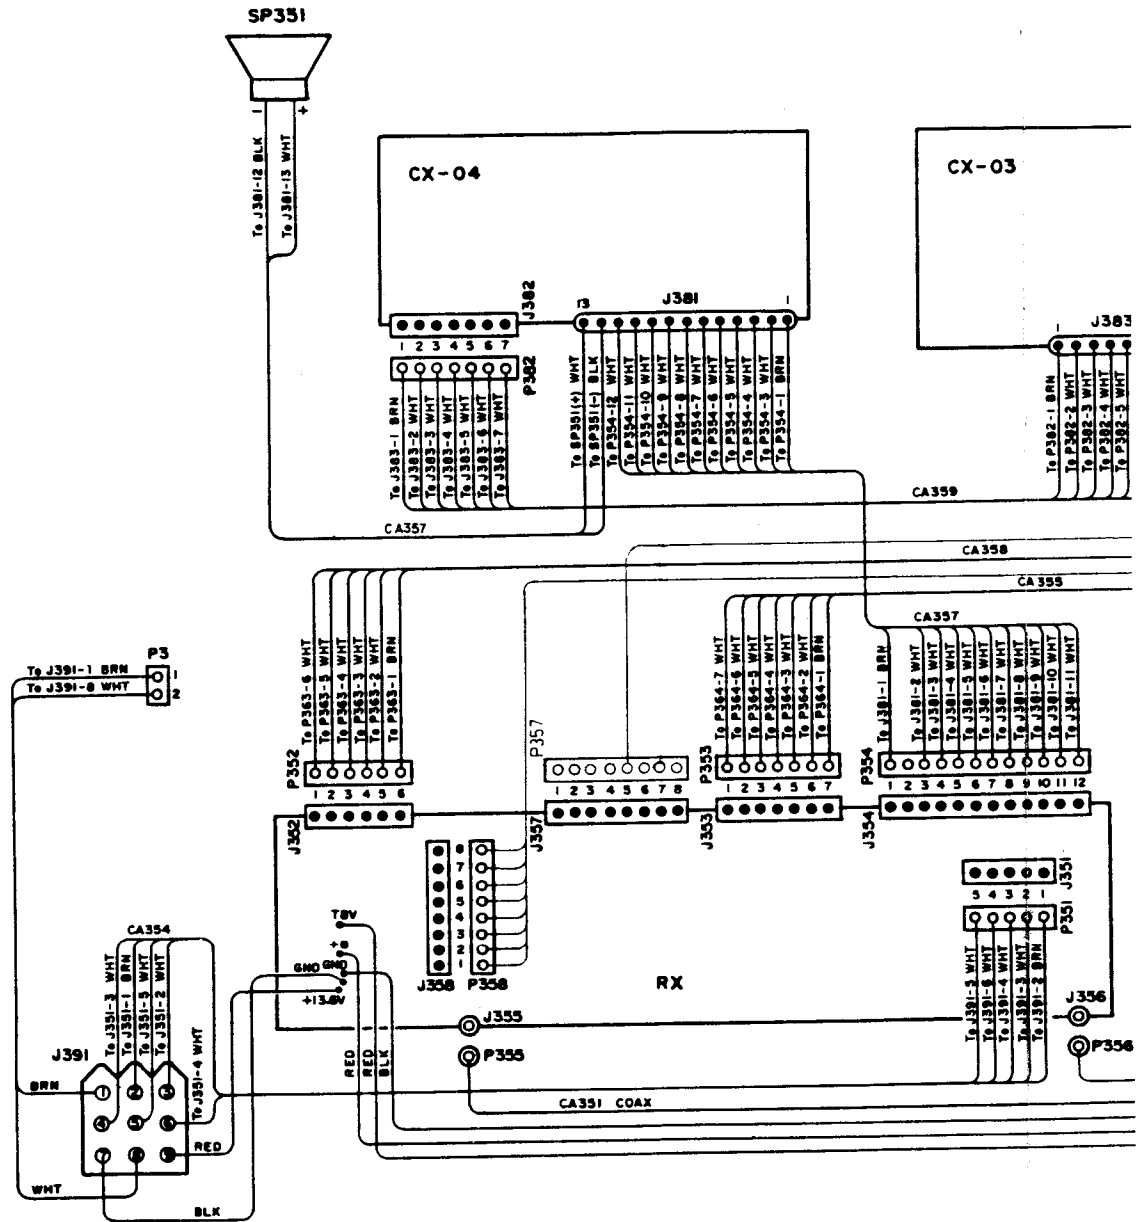 SP351
−
+
To J381-12 BLK
To J381-13 WHT
CX-04
CX-03
J382
1 2 3 4 5 6 7
P382
13
J381
1
1
J383
To J383-1 BRN
To J383-2 WHT
To J383-3 WHT
To J383-4 WHT
To J383-5 WHT
To J383-6 WHT
To J383-7 WHT
To SP351(+) WHT
To SP351(−) BLK
To P354-12 WHT
To P354-11 WHT
To P354-10 WHT
To P354-9 WHT
To P354-8 WHT
To P354-7 WHT
To P354-6 WHT
To P354-5 WHT
To P354-4 WHT
To P354-3 WHT
To P354-1 BRN
To P382-1 BRN
To P382-2 WHT
To P382-3 WHT
To P382-4 WHT
To P382-5 WHT
CA359
CA357
CA358
CA355
CA357
P3
To J391-1 BRN
1
To J391-8 WHT
2
To P363-6 WHT
To P363-5 WHT
To P363-4 WHT
To P363-3 WHT
To P363-2 WHT
To P363-1 BRN
To P364-7 WHT
To P364-6 WHT
To P364-5 WHT
To P364-4 WHT
To P364-3 WHT
To P364-2 WHT
To P364-1 BRN
To J381-1 BRN
To J381-2 WHT
To J381-3 WHT
To J381-4 WHT
To J381-5 WHT
To J381-6 WHT
To J381-7 WHT
To J381-8 WHT
To J381-9 WHT
To J381-10 WHT
To J381-11 WHT
P352
P357
P353
P354
1 2 3 4 5 6
1 2 3 4 5 6 7 8
1 2 3 4 5 6 7
1 2 3 4 5 6 7 8 9 10 11 12
J352
J357
J353
J354
8
7
6
5
4
3
2
1
J358
P358
J351
5 4 3 2 1
P351
T8V
+B
GND
GND
+13.8V
RX
To J391-5 WHT
To J391-6 WHT
To J391-4 WHT
To J391-3 WHT
To J391-2 BRN
CA354
To J351-3 WHT
To J351-1 BRN
To J351-5 WHT
To J351-2 WHT
To J351-4 WHT
J355
P355
J356
P356
RED
RED
BLK
J391
BRN
1 2 3
4 5 6
7 8 9
RED
WHT
BLK
CA351 COAX